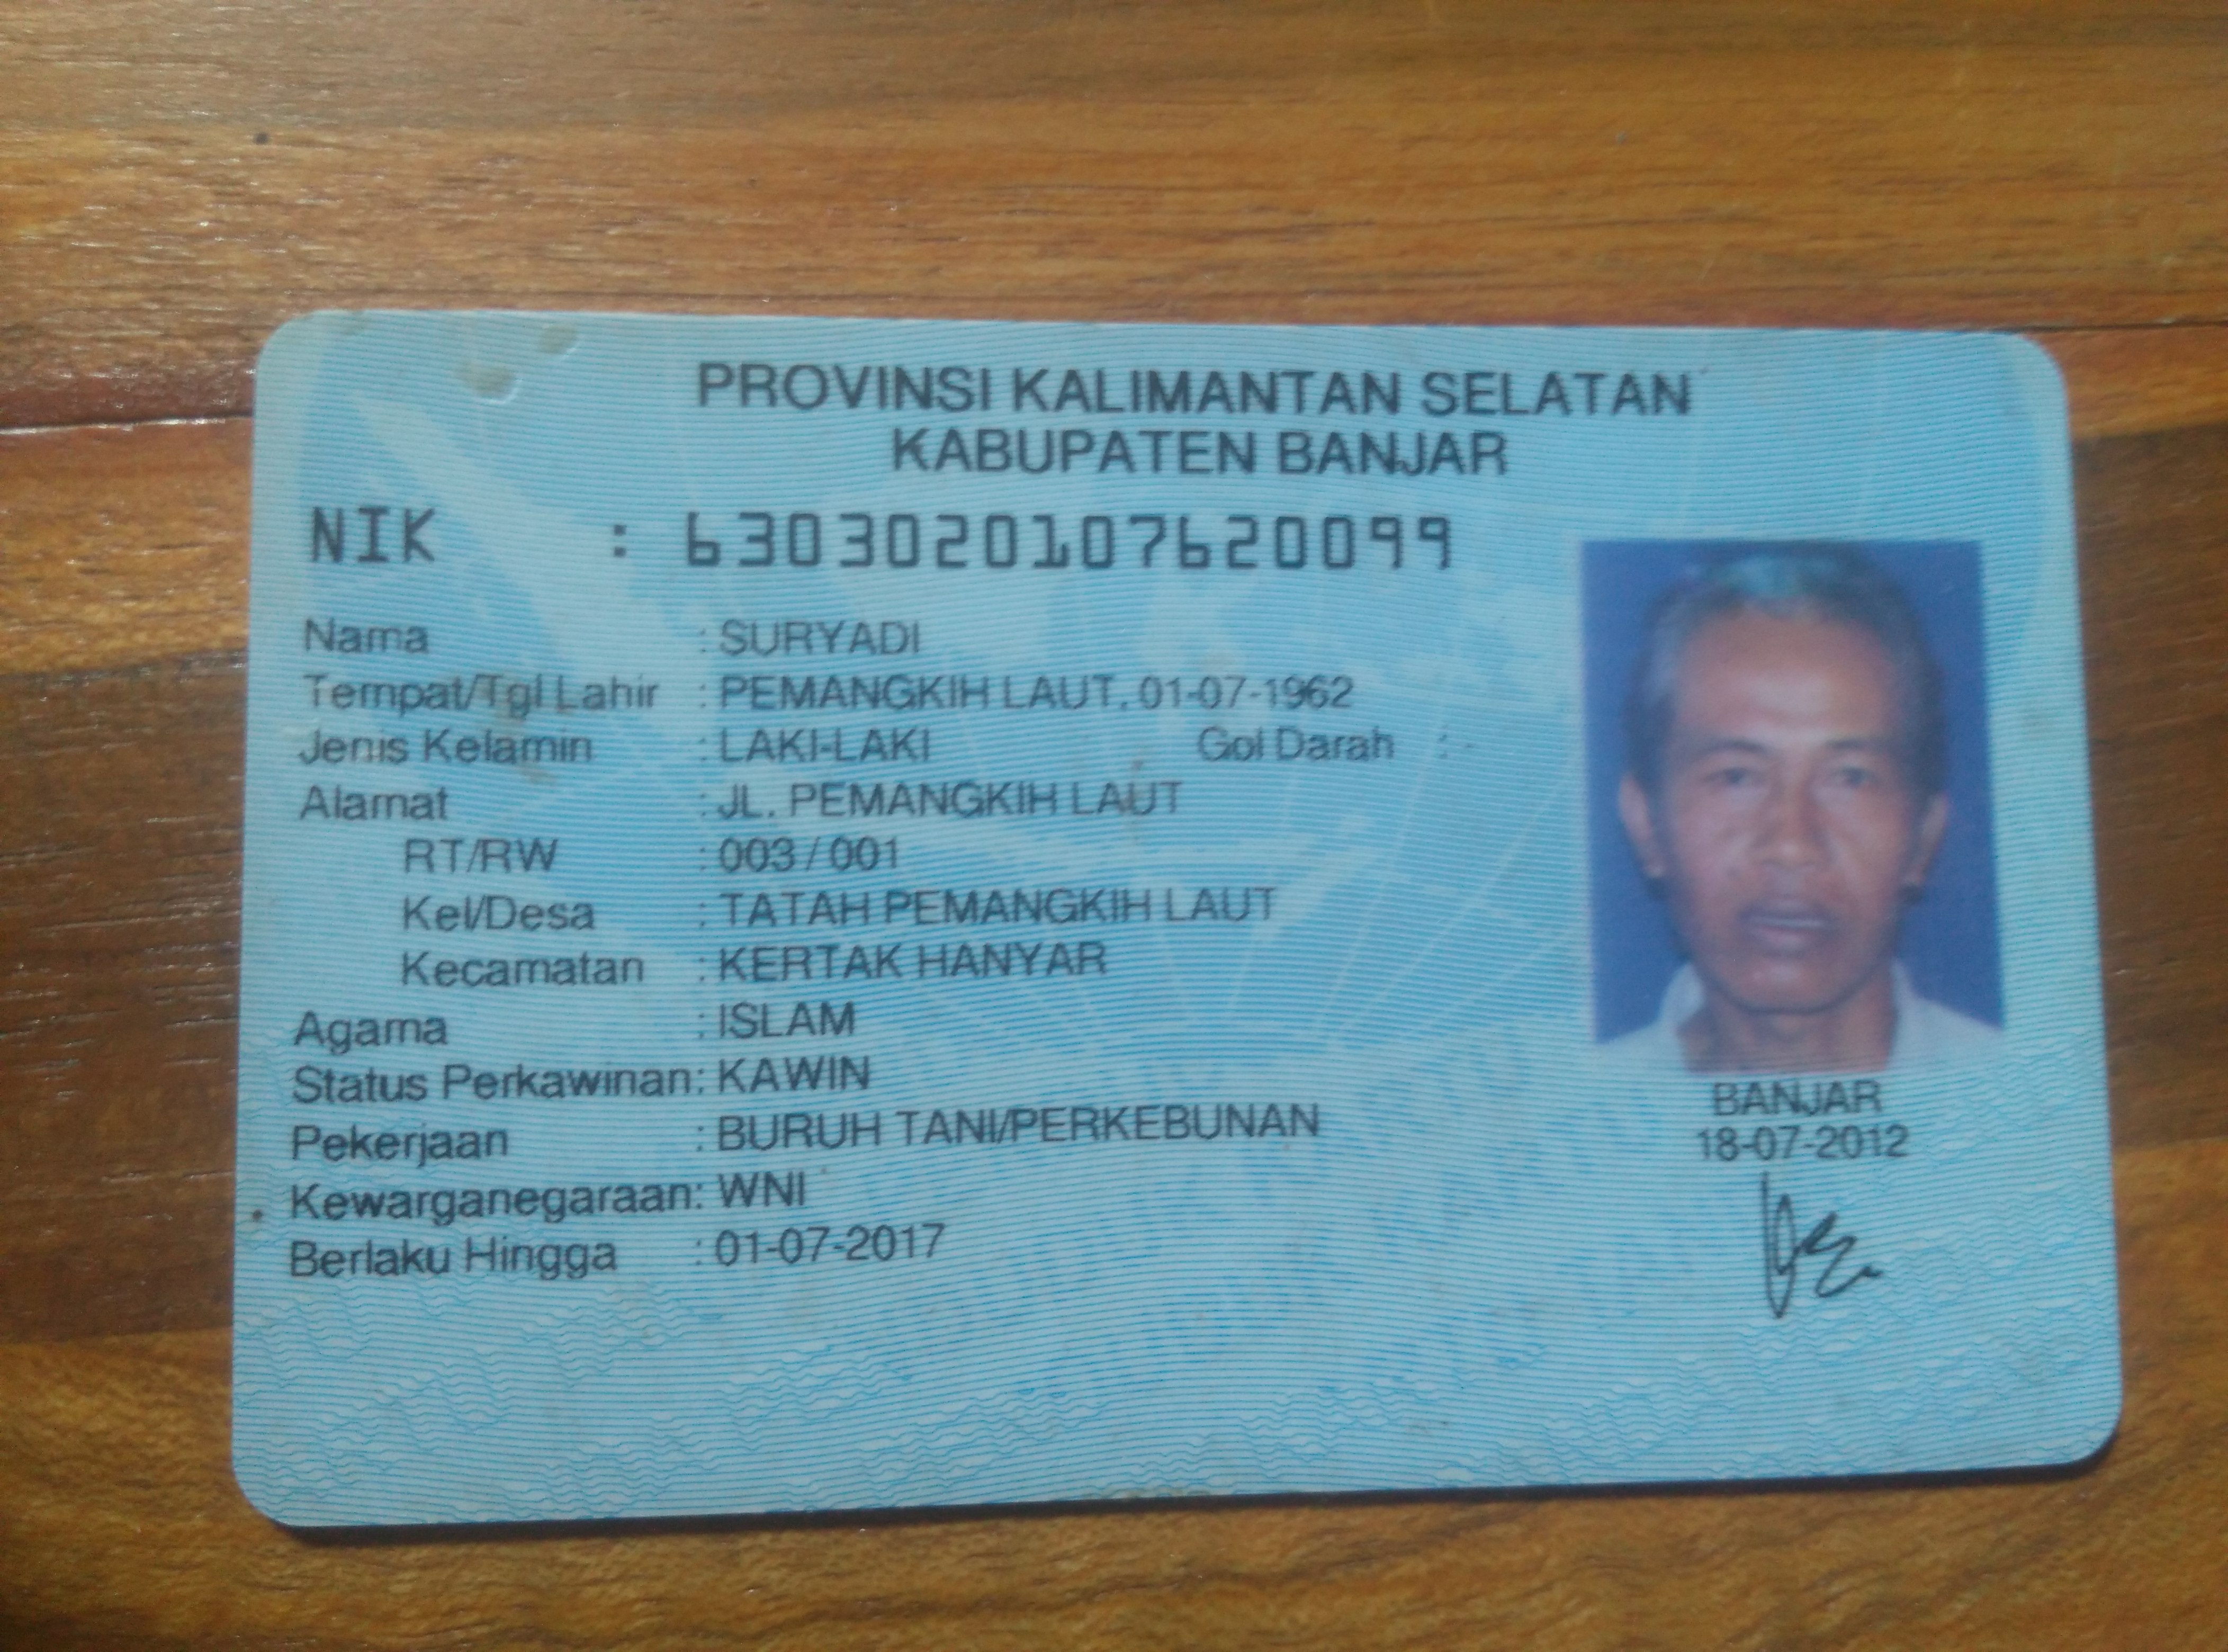 PROVINSI KALIMANTAN SELATAN
KABUPATEN BANJAR
NIK : 6303020107620099
Nama : SURYADI
Tempat/Tgl Lahir : PEMANGKIH LAUT, 01-07-1962
Jenis Kelamin : LAKI-LAKI Gol Darah : -
Alamat : JL. PEMANGKIH LAUT
RT/RW : 003 / 001
Kel/Desa : TATAH PEMANGKIH LAUT
Kecamatan : KERTAK HANYAR
Agama : ISLAM
Status Perkawinan : KAWIN
Pekerjaan : BURUH TANI/PERKEBUNAN
Kewarganegaraan : WNI
Berlaku Hingga : 01-07-2017
BANJAR
18-07-2012